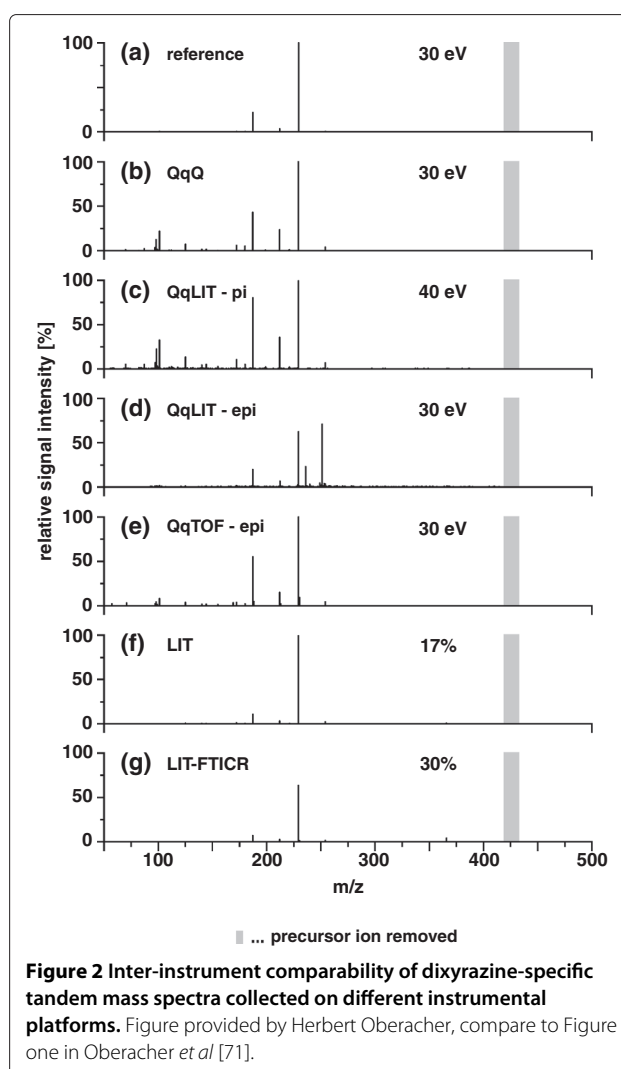 100
(a) reference 30 eV
50
0
100
(b) QqQ 30 eV
50
0
100
(c) QqLIT - pi 40 eV
50
0
100
(d) QqLIT - epi 30 eV
50
0
100
(e) QqTOF - epi 30 eV
50
0
100
(f) LIT 17%
50
0
100
(g) LIT-FTICR 30%
50
0
relative signal intensity [%]
100 200 300 400 500
m/z
... precursor ion removed
Figure 2 Inter-instrument comparability of dixyrazine-specific
tandem mass spectra collected on different instrumental
platforms. Figure provided by Herbert Oberacher, compare to Figure
one in Oberacher et al [71].